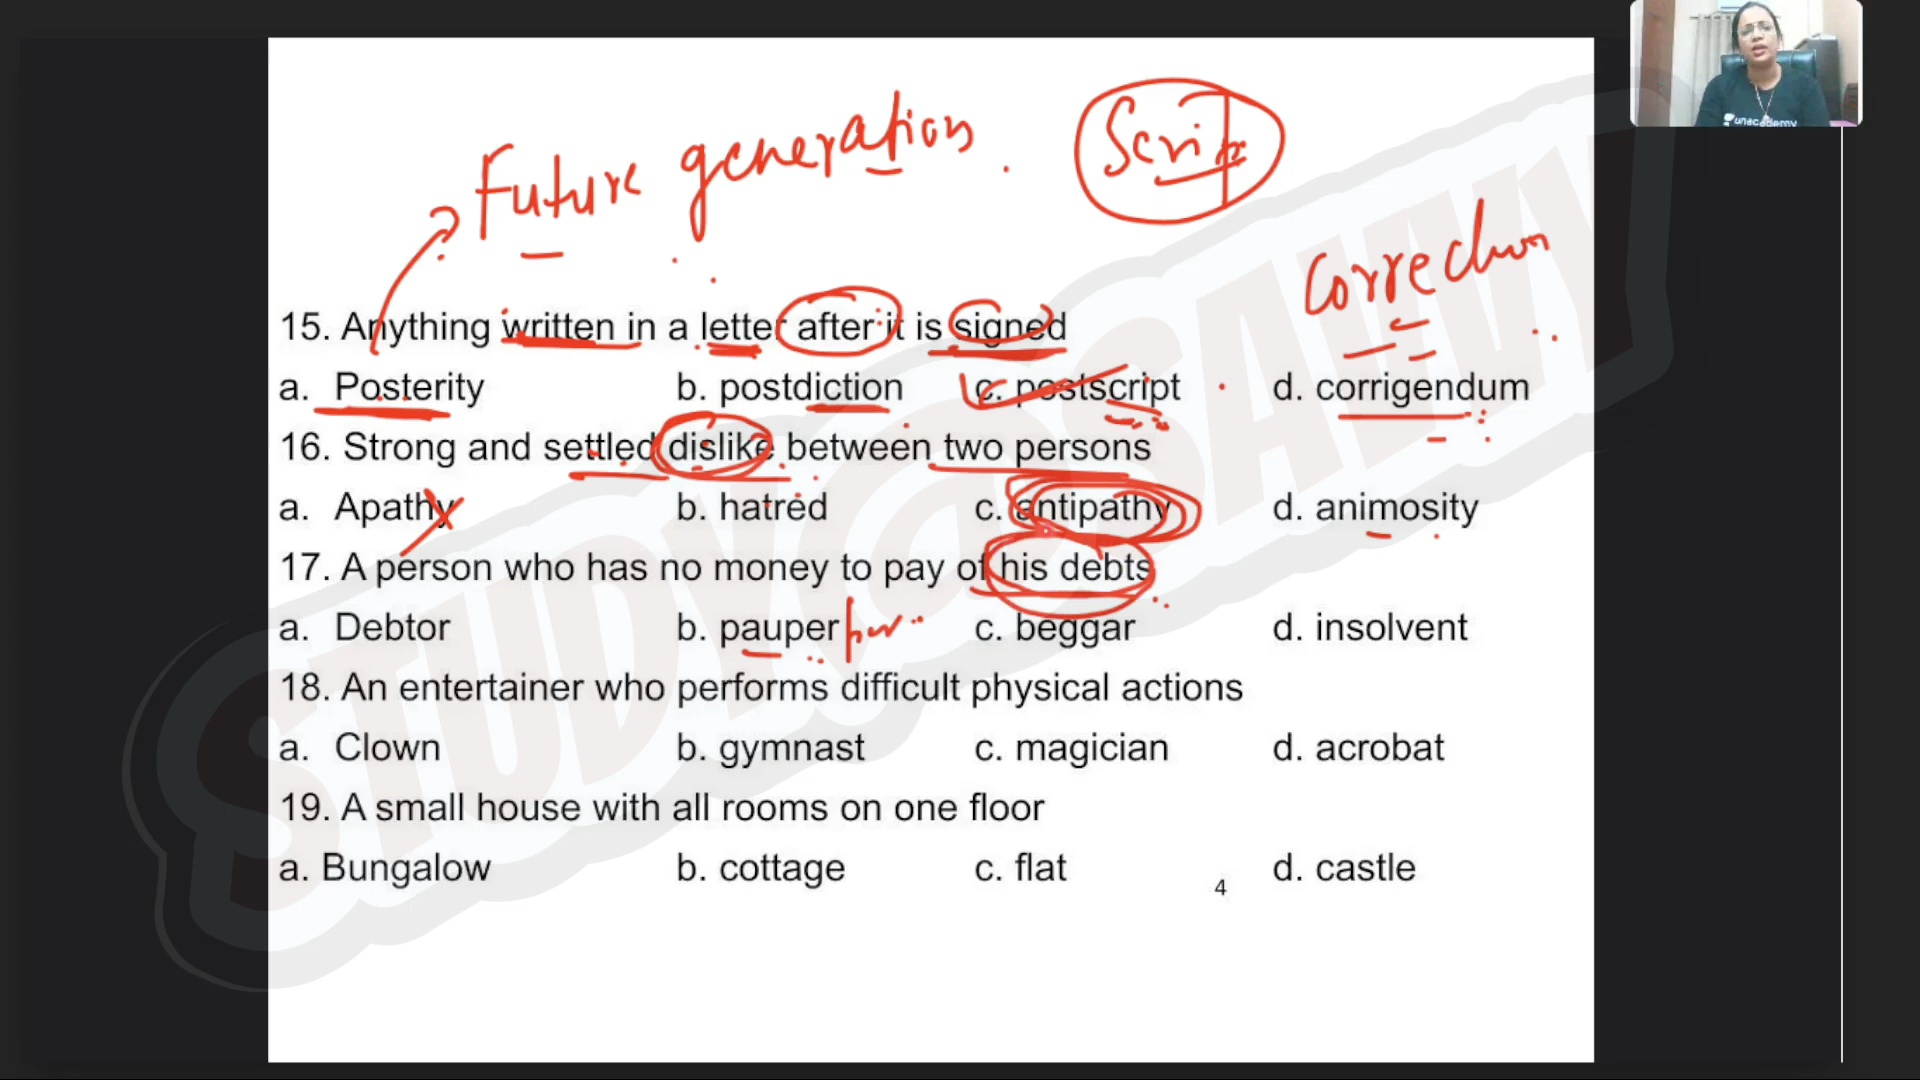 Future generation.
Script
Correction
15. Anything written in a letter after it is signed
a. Posterity b. postdiction c. postscript d. corrigendum
16. Strong and settled dislike between two persons
a. Apathy b. hatred c. antipathy d. animosity
17. A person who has no money to pay of his debts
a. Debtor b. pauper c. beggar d. insolvent
18. An entertainer who performs difficult physical actions
a. Clown b. gymnast c. magician d. acrobat
19. A small house with all rooms on one floor
a. Bungalow b. cottage c. flat d. castle
4
STUDY@SAVVY
unacademy